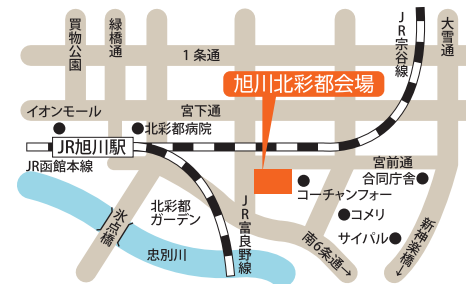 買物公園
緑橋通
JR宗谷線
大雪通
1条通
旭川北彩都会場
イオンモール
宮下通
北彩都病院
JR旭川駅
JR函館本線
宮前通
合同庁舎
コーチャンフォー
北彩都
ガーデン
JR富良野線
コメリ
氷点橋
新神楽橋→
サイパル
南6条通→
忠別川